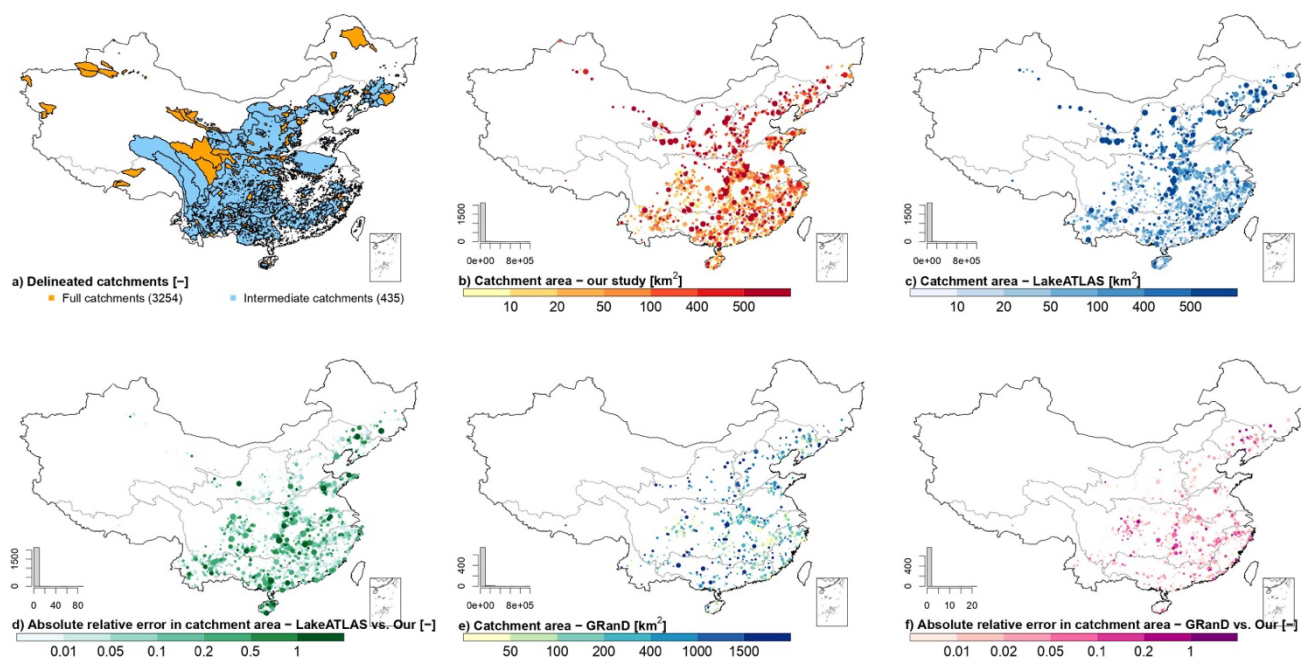 1500
0
0e+00 8e+05
a) Delineated catchments [−]
Full catchments (3254) Intermediate catchments (435)
b) Catchment area − our study [km²]
10 20 50 100 400 500
1500
0
0e+00 8e+05
c) Catchment area − LakeATLAS [km²]
10 20 50 100 400 500
1500
0
0 40 80
d) Absolute relative error in catchment area − LakeATLAS vs. Our [−]
0.01 0.05 0.1 0.2 0.5 1
400
0
0e+00 8e+05
e) Catchment area − GRanD [km²]
50 100 200 400 1000 1500
400
0
0 10 20
f) Absolute relative error in catchment area − GRanD vs. Our [−]
0.01 0.02 0.05 0.1 0.2 1